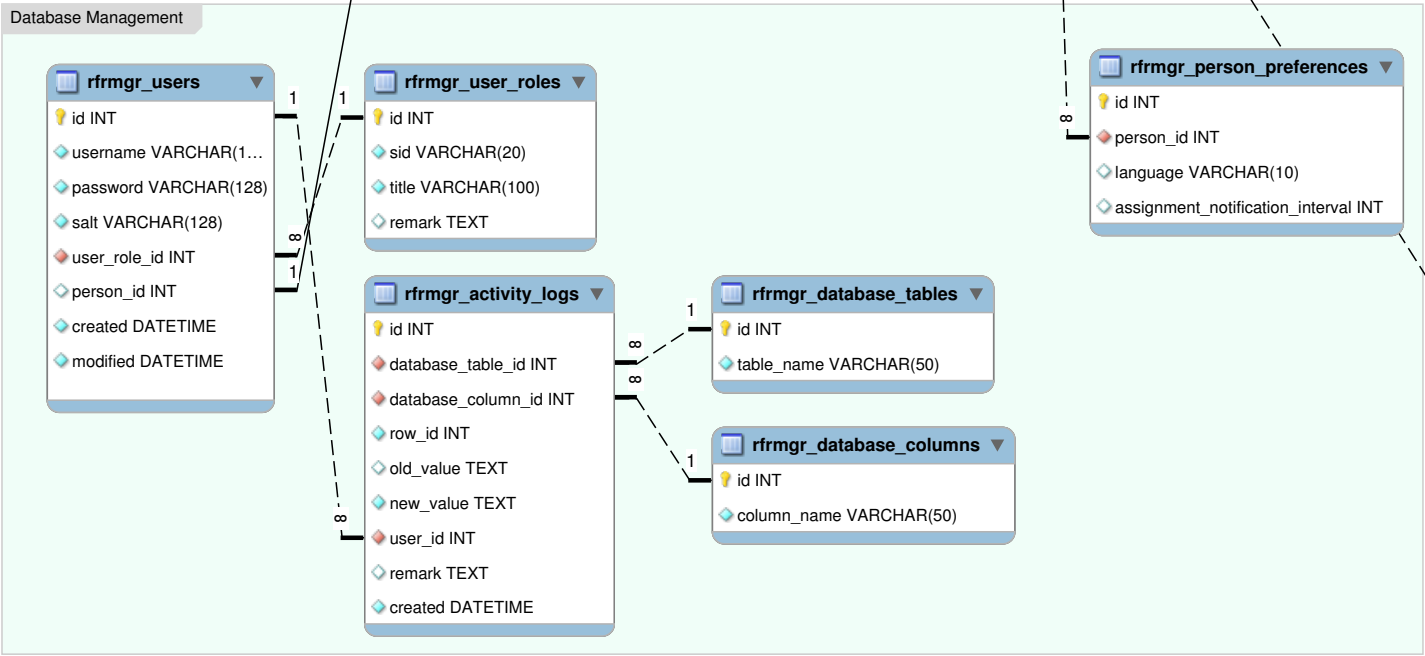 Database Management
rfrmgr_users
id INT
username VARCHAR(1...
password VARCHAR(128)
salt VARCHAR(128)
user_role_id INT
person_id INT
created DATETIME
modified DATETIME
1
∞
1
1
rfrmgr_user_roles
id INT
sid VARCHAR(20)
title VARCHAR(100)
remark TEXT
rfrmgr_activity_logs
id INT
database_table_id INT
database_column_id INT
row_id INT
old_value TEXT
new_value TEXT
user_id INT
remark TEXT
created DATETIME
∞
∞
∞
1
1
rfrmgr_database_tables
id INT
table_name VARCHAR(50)
rfrmgr_database_columns
id INT
column_name VARCHAR(50)
∞
rfrmgr_person_preferences
id INT
person_id INT
language VARCHAR(10)
assignment_notification_interval INT